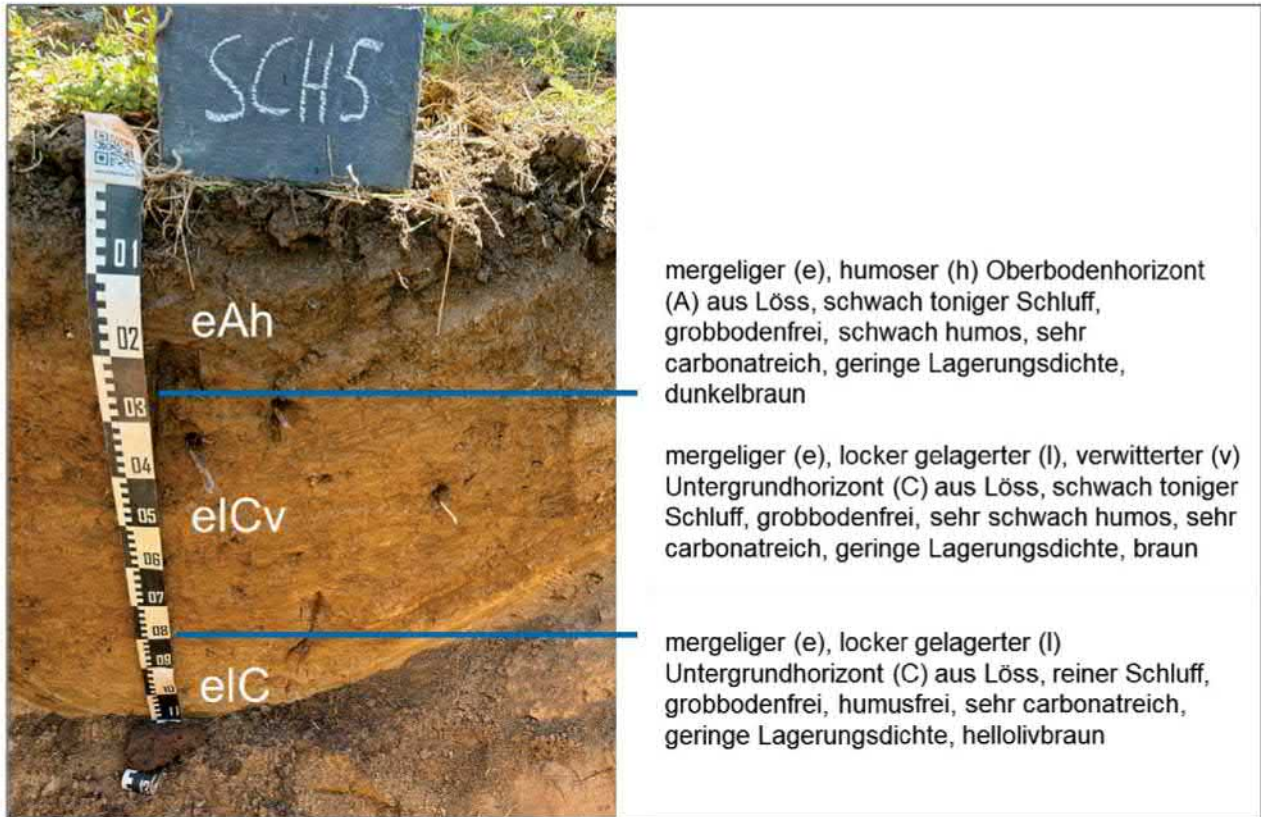 SCH5
01
02
03
04
05
06
07
08
09
10
11
eAh
elCv
elC
mergeliger (e), humoser (h) Oberbodenhorizont
(A) aus Löss, schwach toniger Schluff,
grobbodenfrei, schwach humos, sehr
carbonatreich, geringe Lagerungsdichte,
dunkelbraun
mergeliger (e), locker gelagerter (l), verwitterter (v)
Untergrundhorizont (C) aus Löss, schwach toniger
Schluff, grobbodenfrei, sehr schwach humos, sehr
carbonatreich, geringe Lagerungsdichte, braun
mergeliger (e), locker gelagerter (l)
Untergrundhorizont (C) aus Löss, reiner Schluff,
grobbodenfrei, humusfrei, sehr carbonatreich,
geringe Lagerungsdichte, hellolivbraun